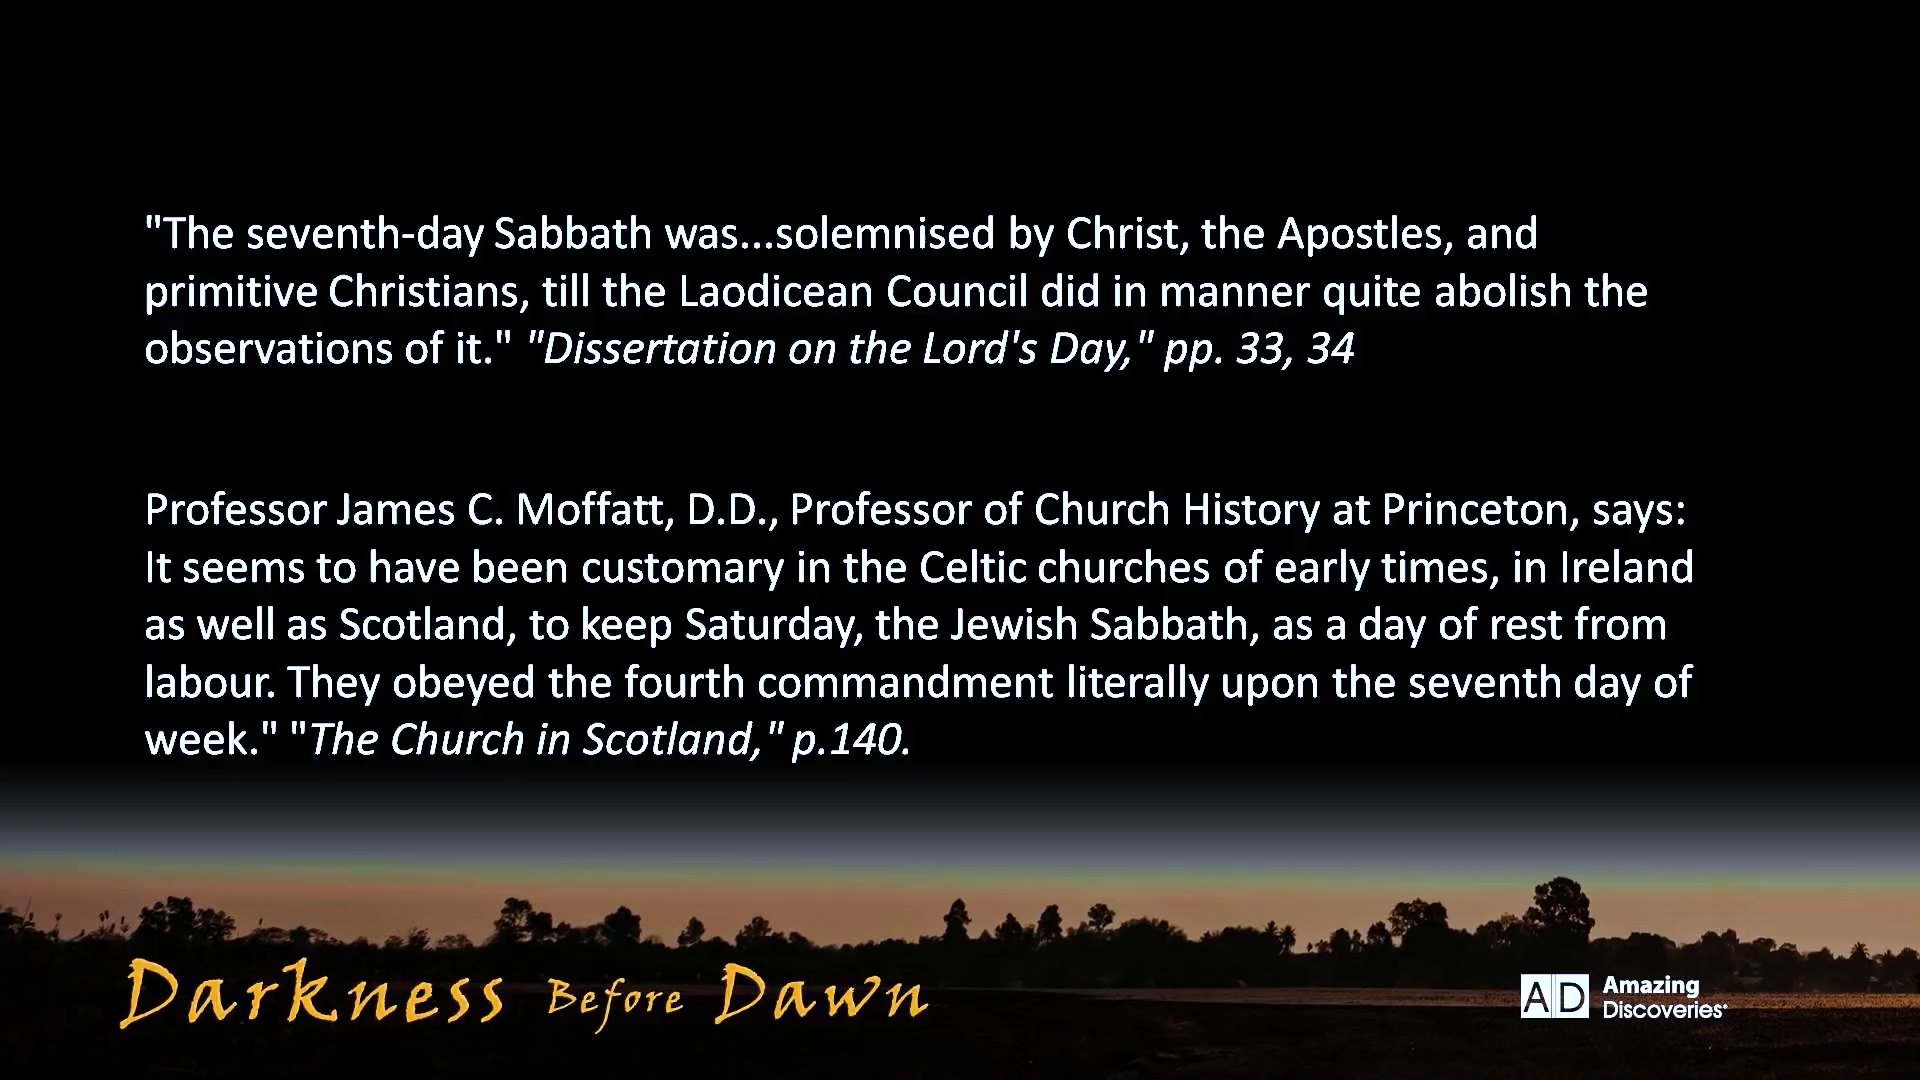 "The seventh-day Sabbath was...solemnised by Christ, the Apostles, and
primitive Christians, till the Laodicean Council did in manner quite abolish the
observations of it." "Dissertation on the Lord's Day," pp. 33, 34
Professor James C. Moffatt, D.D., Professor of Church History at Princeton, says:
It seems to have been customary in the Celtic churches of early times, in Ireland
as well as Scotland, to keep Saturday, the Jewish Sabbath, as a day of rest from
labour. They obeyed the fourth commandment literally upon the seventh day of
week." "The Church in Scotland," p.140.
Darkness Before Dawn
AD Amazing
Discoveries